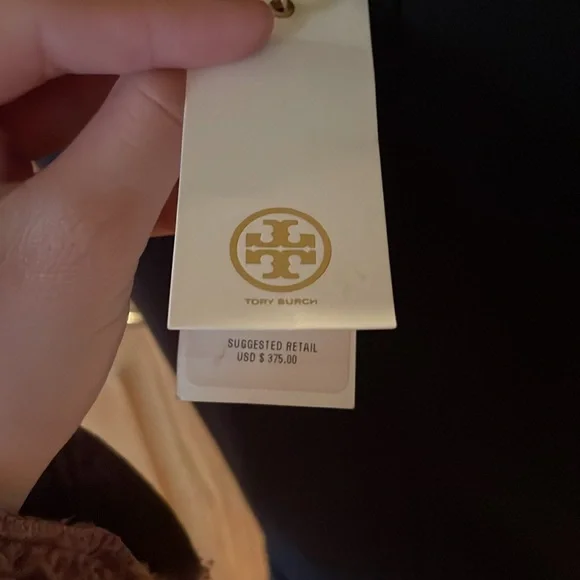 TORY BURCH
SUGGESTED RETAIL
USD $ 375.00